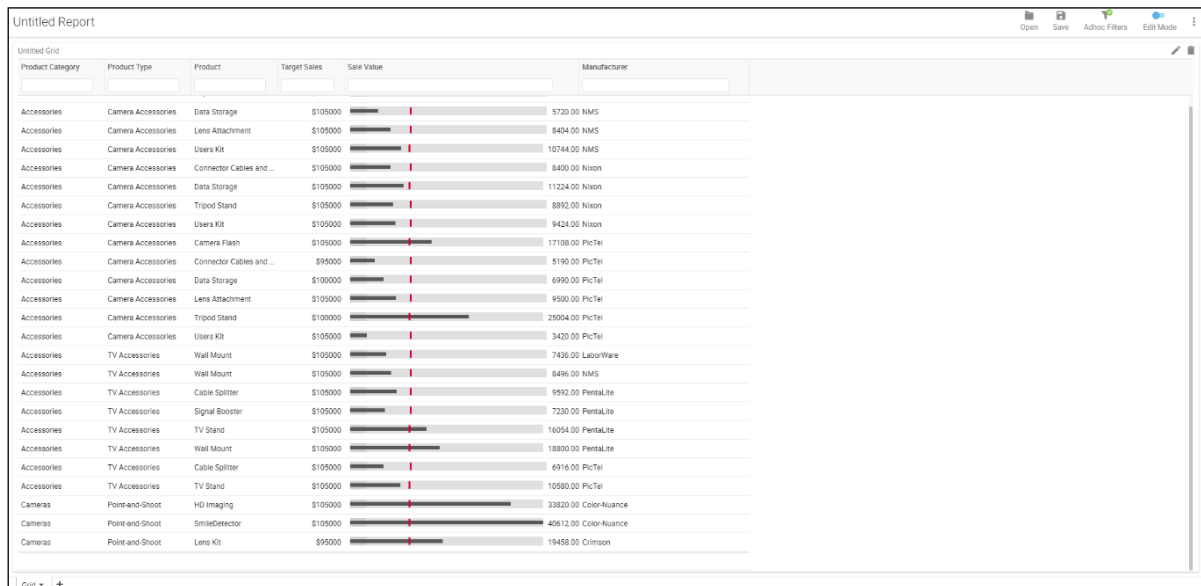 Untitled Report
Open Save Adhoc Filters Edit Mode
Untitled Grid
Product Category Product Type Product Target Sales Sale Value Manufacturer
Accessories Camera Accessories Data Storage $105000 5720.00 NMS
Accessories Camera Accessories Lens Attachment $105000 8404.00 NMS
Accessories Camera Accessories Users Kit $105000 10744.00 NMS
Accessories Camera Accessories Connector Cables and ... $105000 8400.00 Nixon
Accessories Camera Accessories Data Storage $105000 11224.00 Nixon
Accessories Camera Accessories Tripod Stand $105000 8892.00 Nixon
Accessories Camera Accessories Users Kit $105000 9424.00 Nixon
Accessories Camera Accessories Camera Flash $105000 17108.00 PicTel
Accessories Camera Accessories Connector Cables and ... $95000 5190.00 PicTel
Accessories Camera Accessories Data Storage $100000 6990.00 PicTel
Accessories Camera Accessories Lens Attachment $105000 9500.00 PicTel
Accessories Camera Accessories Tripod Stand $100000 25004.00 PicTel
Accessories Camera Accessories Users Kit $105000 3420.00 PicTel
Accessories TV Accessories Wall Mount $105000 7436.00 LaborWare
Accessories TV Accessories Wall Mount $105000 8496.00 NMS
Accessories TV Accessories Cable Splitter $105000 9592.00 PentaLite
Accessories TV Accessories Signal Booster $105000 7230.00 PentaLite
Accessories TV Accessories TV Stand $105000 16054.00 PentaLite
Accessories TV Accessories Wall Mount $105000 18800.00 PentaLite
Accessories TV Accessories Cable Splitter $105000 6916.00 PicTel
Accessories TV Accessories TV Stand $105000 10580.00 PicTel
Cameras Point-and-Shoot HD Imaging $105000 33820.00 Color-Nuance
Cameras Point-and-Shoot SmileDetector $105000 40612.00 Color-Nuance
Cameras Point-and-Shoot Lens Kit $95000 19458.00 Crimson
Grid +